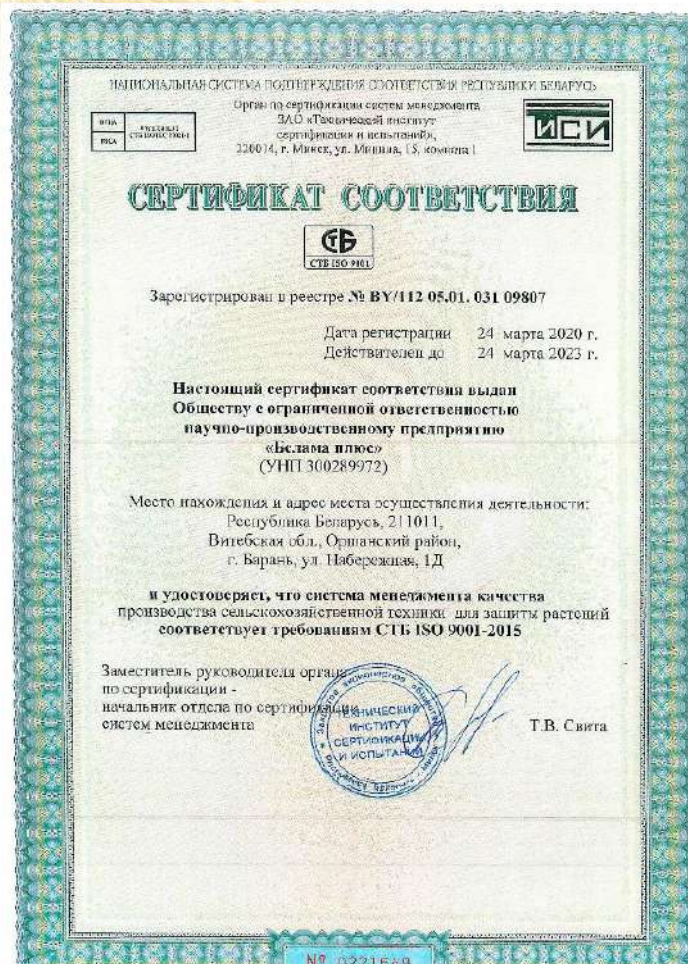 НАЦИОНАЛЬНАЯ СИСТЕМА ПОДТВЕРЖДЕНИЯ СООТВЕТСТВИЯ РЕСПУБЛИКИ БЕЛАРУСЬ
Орган по сертификации систем менеджмента
ЗАО «Технический институт
сертификации и испытаний»,
220014, г. Минск, ул. Минина, 15, комната 1
ТИСИ
СЕРТИФИКАТ СООТВЕТСТВИЯ
СТБ
СТБ ISO 9001
Зарегистрирован в реестре № BY/112 05.01. 031 09807
Дата регистрации 24 марта 2020 г.
Действителен до 24 марта 2023 г.
Настоящий сертификат соответствия выдан
Обществу с ограниченной ответственностью
научно-производственному предприятию
«Белама плюс»
(УНП 300289972)
Место нахождения и адрес места осуществления деятельности:
Республика Беларусь, 211011,
Витебская обл., Оршанский район,
г. Барань, ул. Набережная, 1Д
и удостоверяет, что система менеджмента качества
производства сельскохозяйственной техники для защиты растений
соответствует требованиям СТБ ISO 9001-2015
Заместитель руководителя органа
по сертификации -
начальник отдела по сертификации
систем менеджмента
Т.В. Свита
ТЕХНИЧЕСКИЙ
ИНСТИТУТ
СЕРТИФИКАЦИИ
И ИСПЫТАНИЙ
№